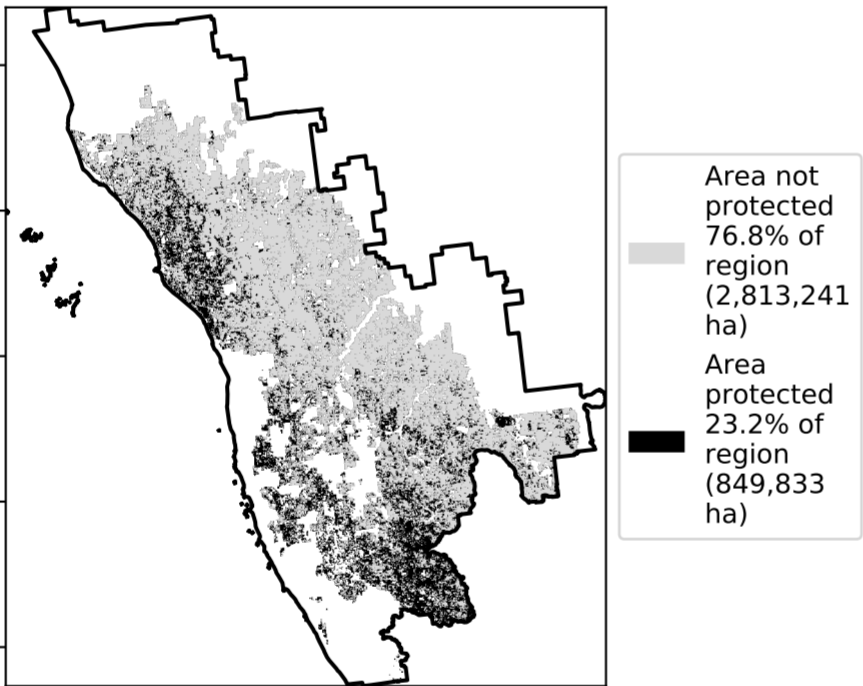 Area not
protected
76.8% of
region
(2,813,241
ha)
Area
protected
23.2% of
region
(849,833
ha)